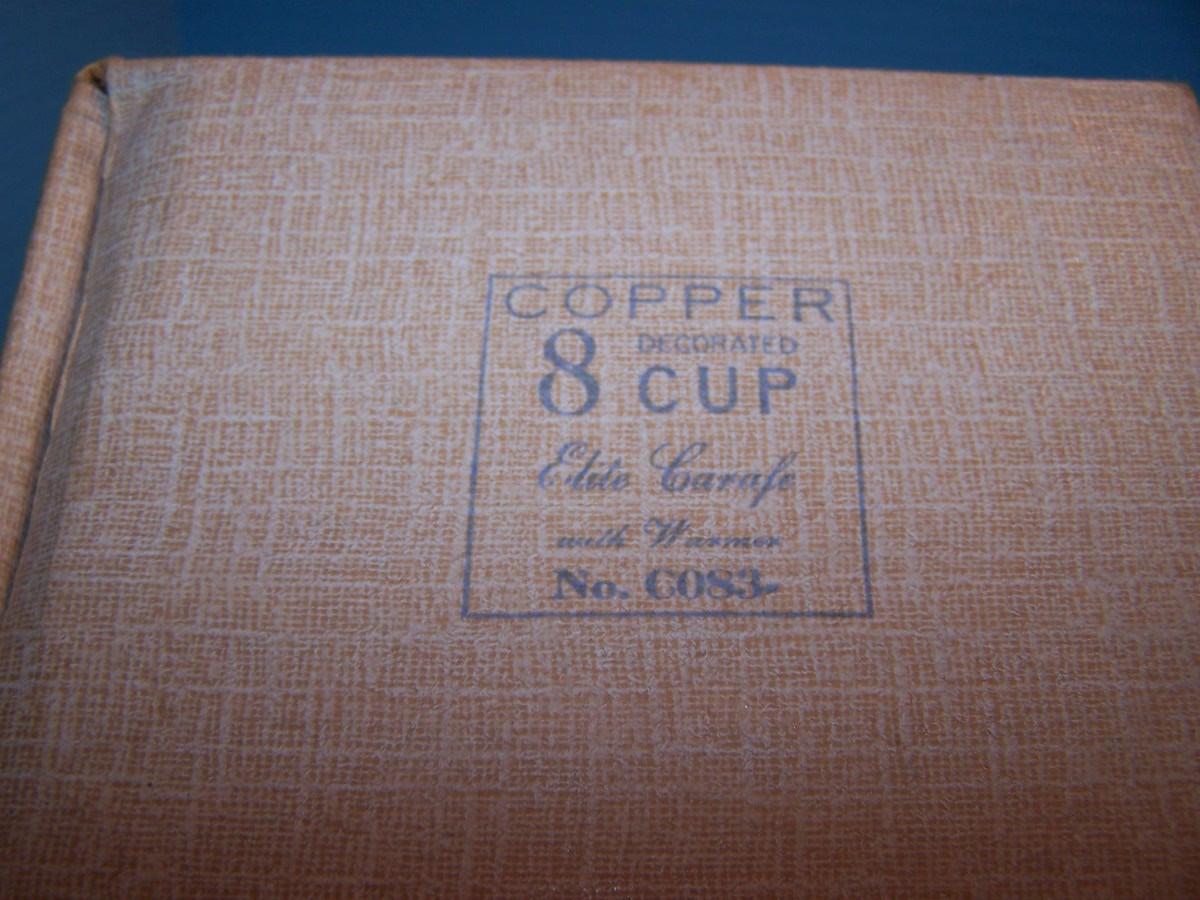 COPPER
8 DECORATED
CUP
Elite Carafe
with Warmer
No. C083-